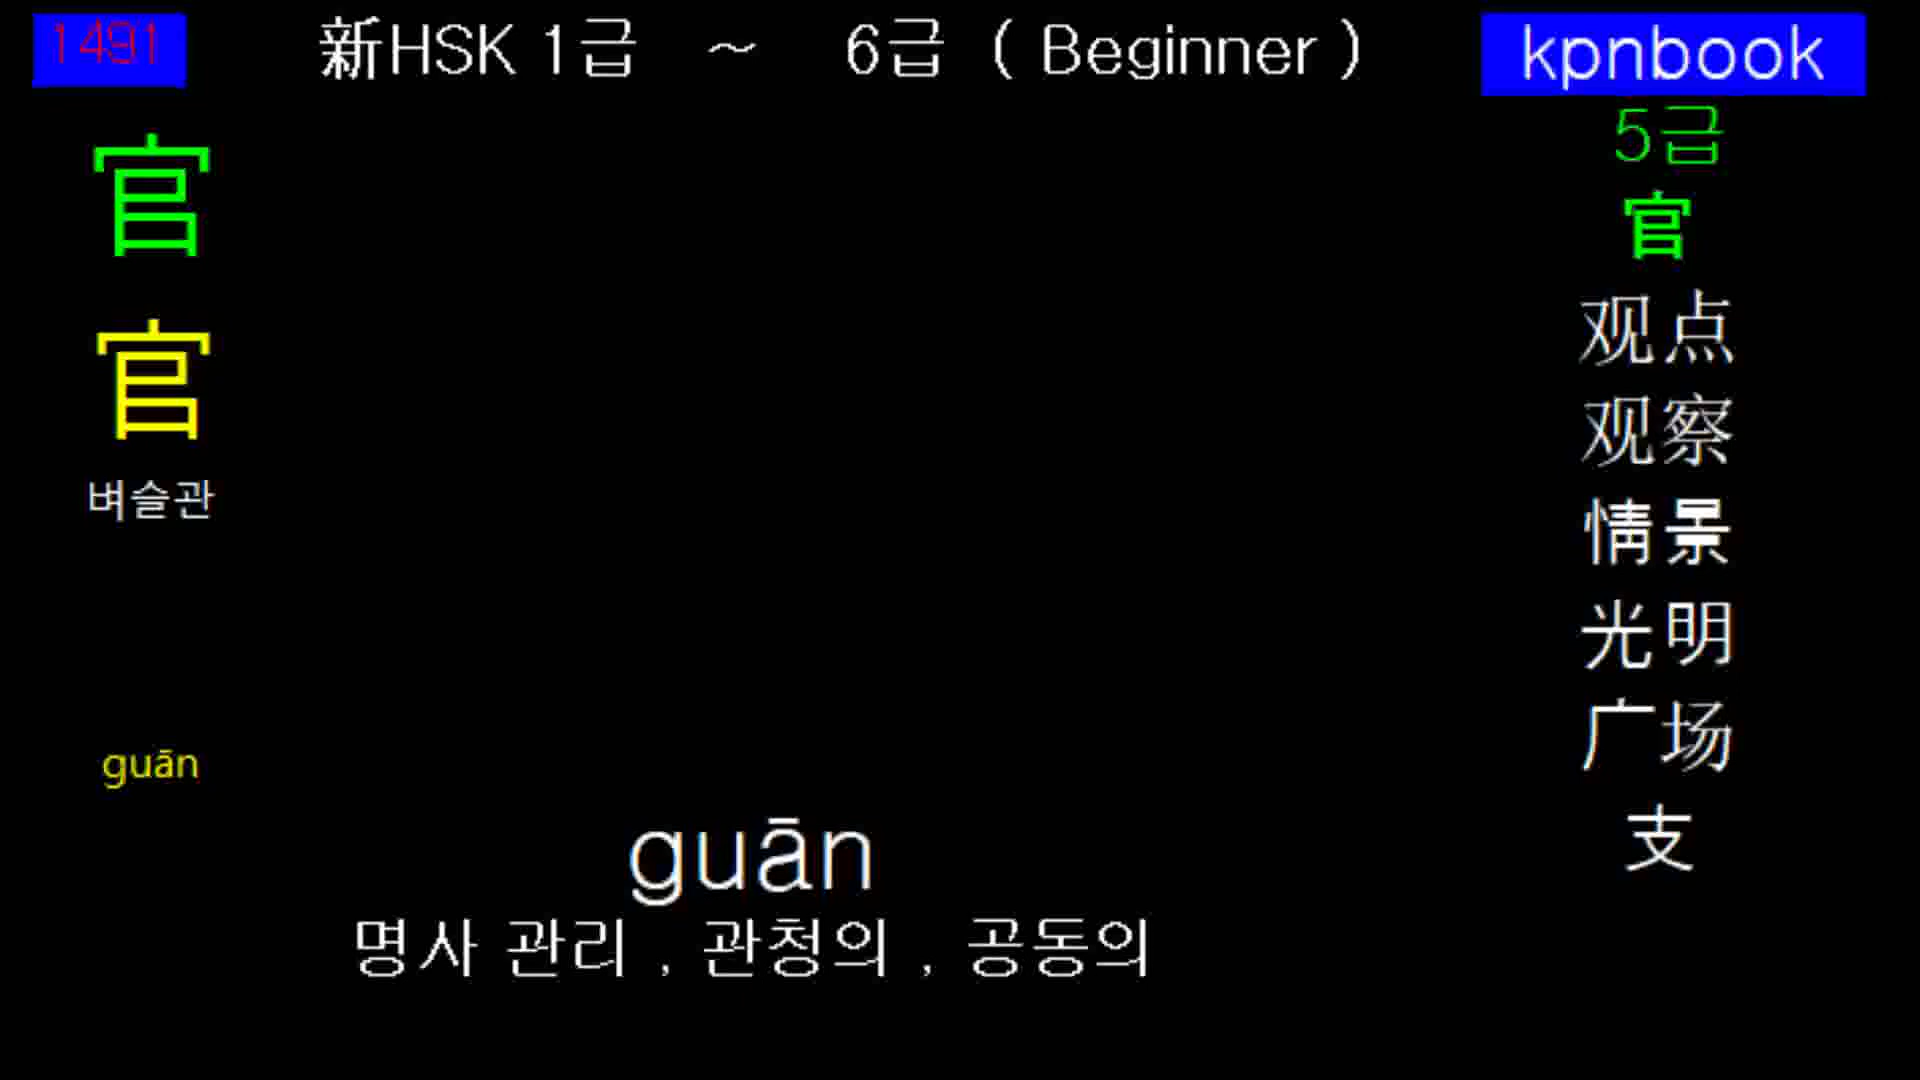 新HSK 1급 ~ 6급 ( Beginner )
kpnbook
官
官
벼슬관
guān
guān
명사 관리 , 관청의 , 공동의
5급
官
观点
观察
情景
光明
广场
支